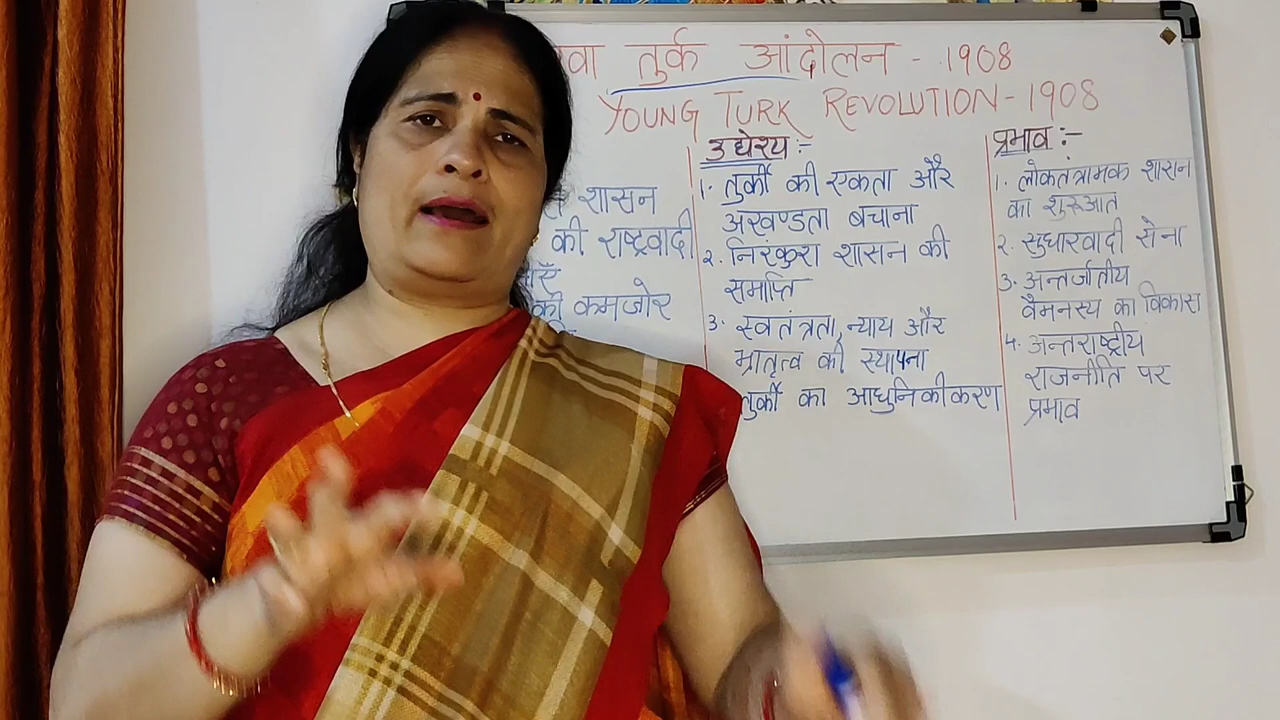 तुर्क आंदोलन - 1908
YOUNG TURK REVOLUTION-1908
शासन
की राष्ट्रवादी
की कमजोर
उद्येश्य :-
1. तुर्की की एकता और
अखण्डता बचाना
2. निरंकुश शासन की
समाप्ति
3. स्वतंत्रता, न्याय और
भ्रातृत्व की स्थापना
तुर्की का आधुनिकीकरण
प्रभाव :-
1. लोकतंत्रामक शासन
का शुरुआत
2. सुधारवादी सेना
3. अन्तर्जातीय
वैमनस्य का विकास
4. अन्तराष्ट्रीय
राजनीति पर
प्रभाव